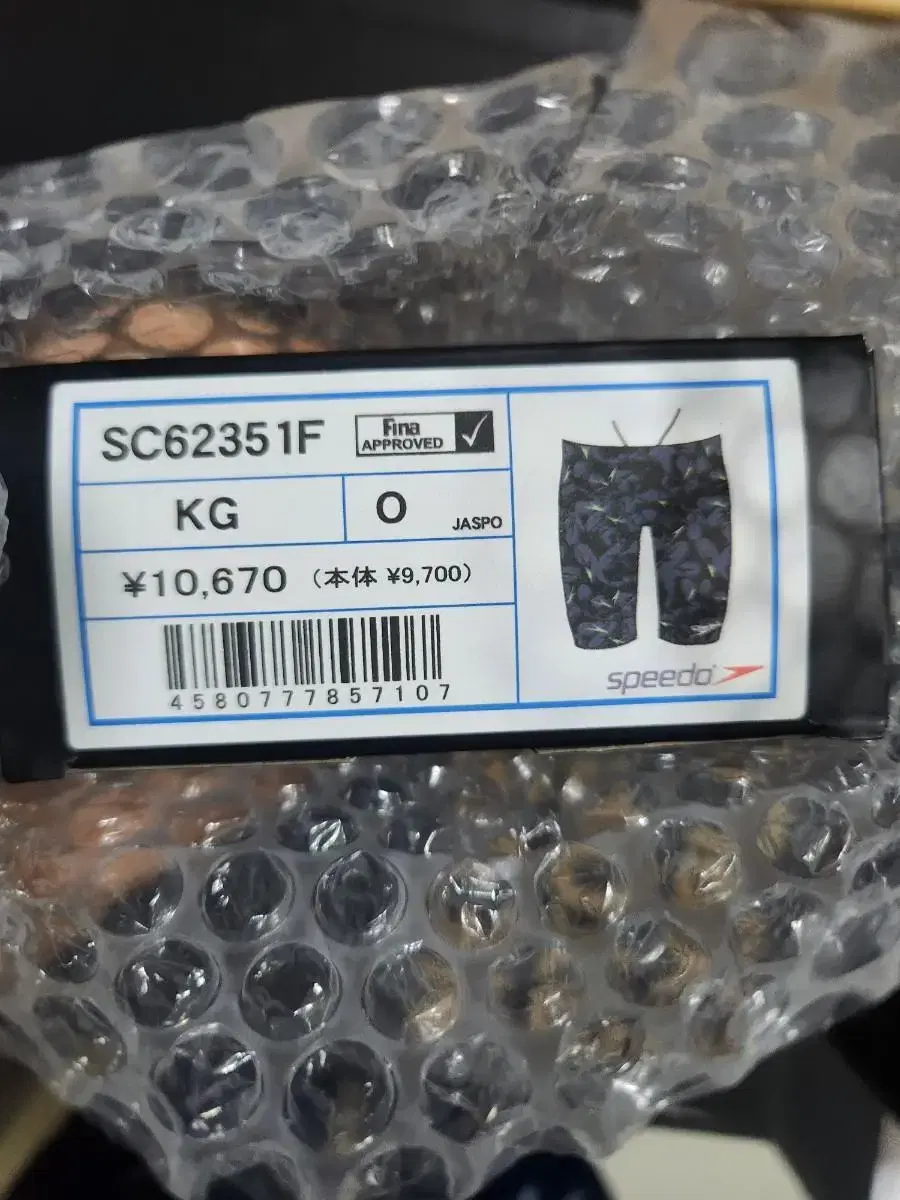 SC62351F
Fina
APPROVED
KG
O
JASPO
¥10,670 (本体 ¥9,700)
4580777857107
speedo